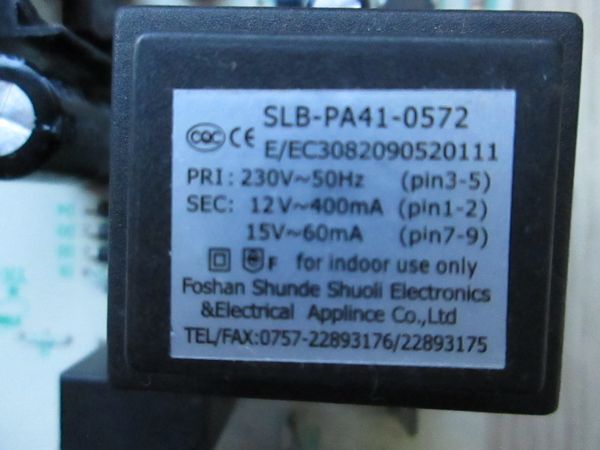 SLB-PA41-0572
CQC CE
E/EC3082090520111
PRI: 230V~50Hz (pin3-5)
SEC: 12V~400mA (pin1-2)
15V~60mA (pin7-9)
F for indoor use only
Foshan Shunde Shuoli Electronics
&Electrical Applince Co.,Ltd
TEL/FAX:0757-22893176/22893175